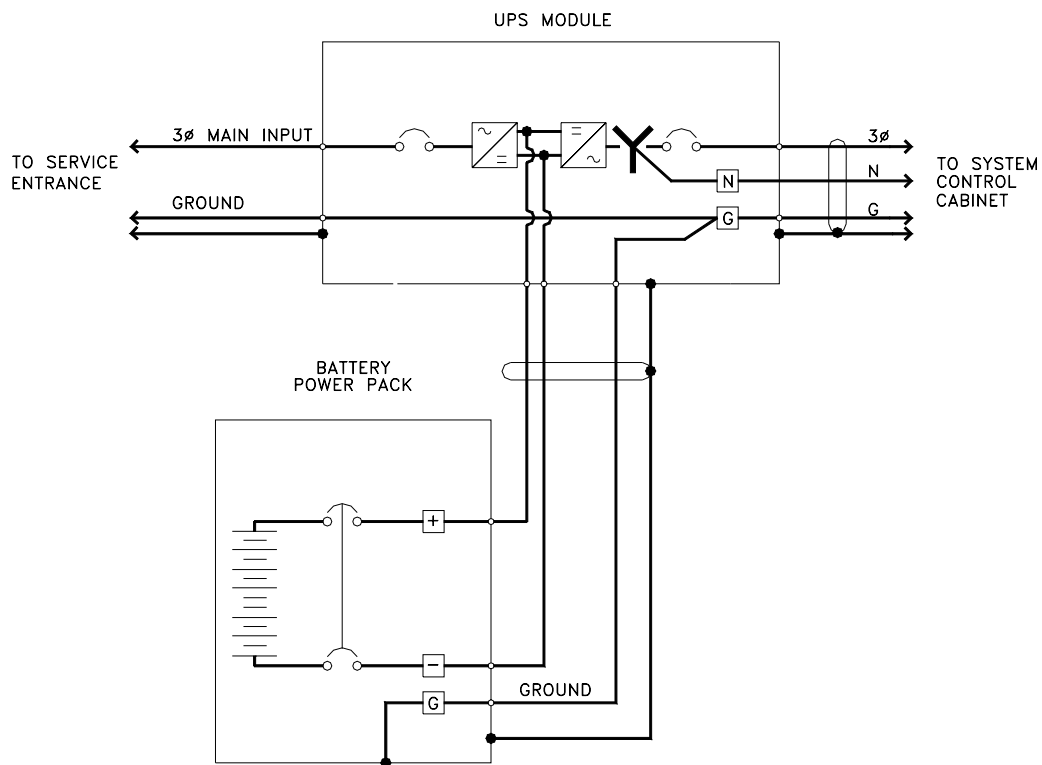 UPS MODULE
3ø MAIN INPUT
3ø
TO SERVICE
ENTRANCE
N
N
TO SYSTEM
CONTROL
CABINET
GROUND
G
G
BATTERY
POWER PACK
+
−
G
GROUND